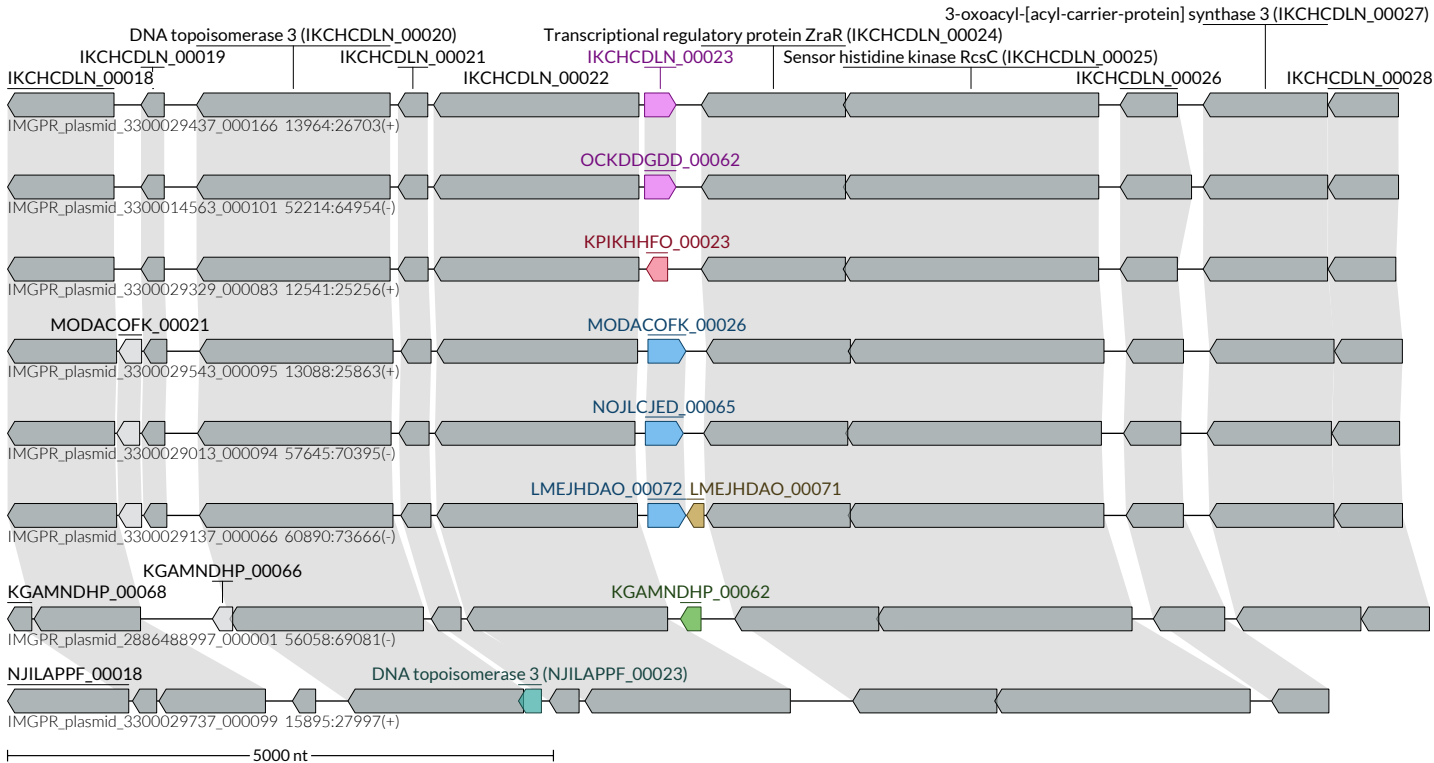 3-oxoacyl-[acyl-carrier-protein] synthase 3 (IKCHCDLN_00027)
DNA topoisomerase 3 (IKCHCDLN_00020)
Transcriptional regulatory protein ZraR (IKCHCDLN_00024)
IKCHCDLN_00019
IKCHCDLN_00021
IKCHCDLN_00023
Sensor histidine kinase RcsC (IKCHCDLN_00025)
IKCHCDLN_00018
IKCHCDLN_00022
IKCHCDLN_00026
IKCHCDLN_00028
IMGPR_plasmid_3300029437_000166 13964:26703(+)
OCKDDGDD_00062
IMGPR_plasmid_3300014563_000101 52214:64954(-)
KPIKHHFO_00023
IMGPR_plasmid_3300029329_000083 12541:25256(+)
MODACOFK_00021
MODACOFK_00026
IMGPR_plasmid_3300029543_000095 13088:25863(+)
NOJLCJED_00065
IMGPR_plasmid_3300029013_000094 57645:70395(-)
LMEJHDAO_00072
LMEJHDAO_00071
IMGPR_plasmid_3300029137_000066 60890:73666(-)
KGAMNDHP_00066
KGAMNDHP_00068
KGAMNDHP_00062
IMGPR_plasmid_2886488997_000001 56058:69081(-)
NJILAPPF_00018
DNA topoisomerase 3 (NJILAPPF_00023)
IMGPR_plasmid_3300029737_000099 15895:27997(+)
5000 nt